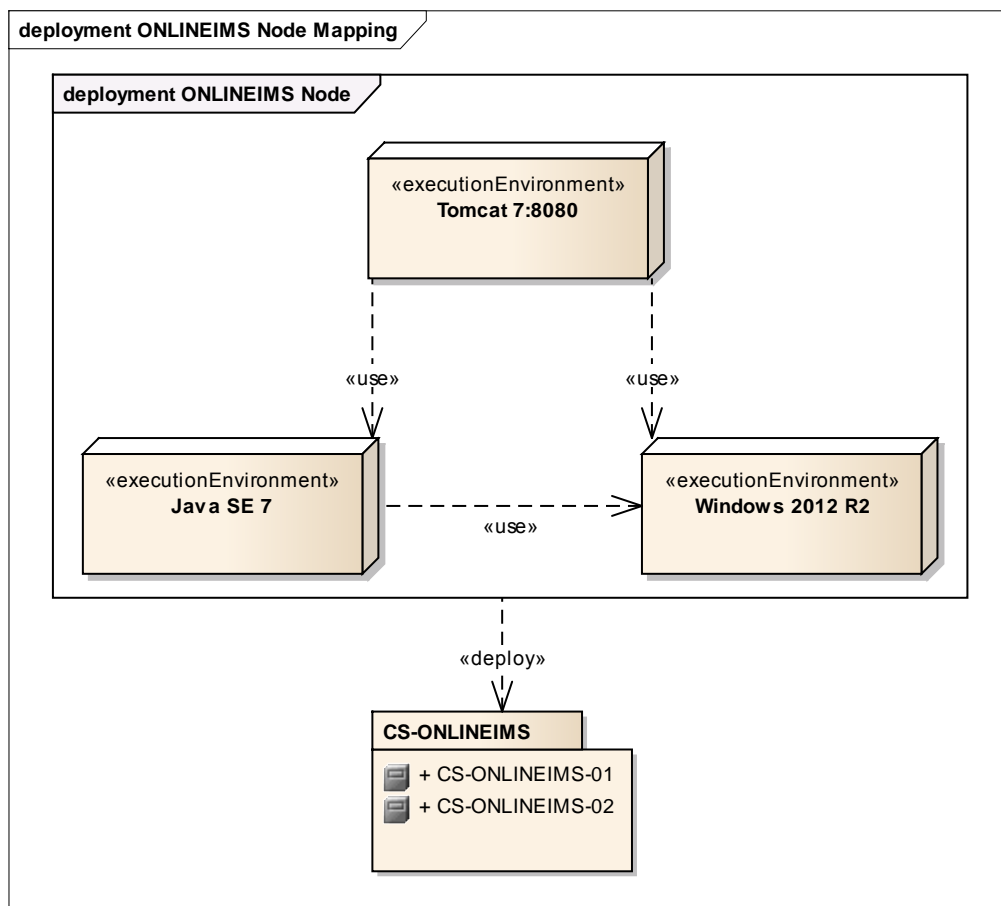 deployment ONLINEIMS Node Mapping
deployment ONLINEIMS Node
«executionEnvironment»
Tomcat 7:8080
«use»
«use»
«executionEnvironment»
Java SE 7
«executionEnvironment»
Windows 2012 R2
«use»
«deploy»
CS-ONLINEIMS
+ CS-ONLINEIMS-01
+ CS-ONLINEIMS-02